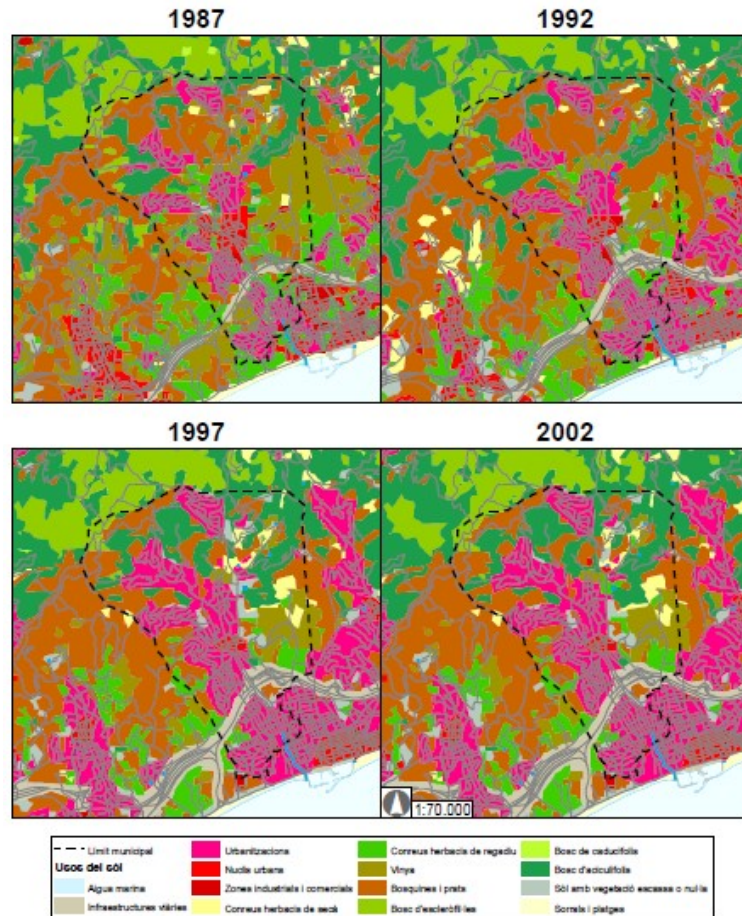 1987
1992
1997
2002
1:70.000
Límit municipal
Usos del sòl
Aigua marina
Infraestructures viàries
Urbanitzacions
Nuclis urbans
Zones industrials i comercials
Conreus herbacis de secà
Conreus herbacis de regadiu
Vinya
Bosquines i prats
Bosc d'escleròfil·les
Bosc de caducifolis
Bosc d'aciculifolis
Sòl amb vegetació escassa o nul·la
Sorrals i platges